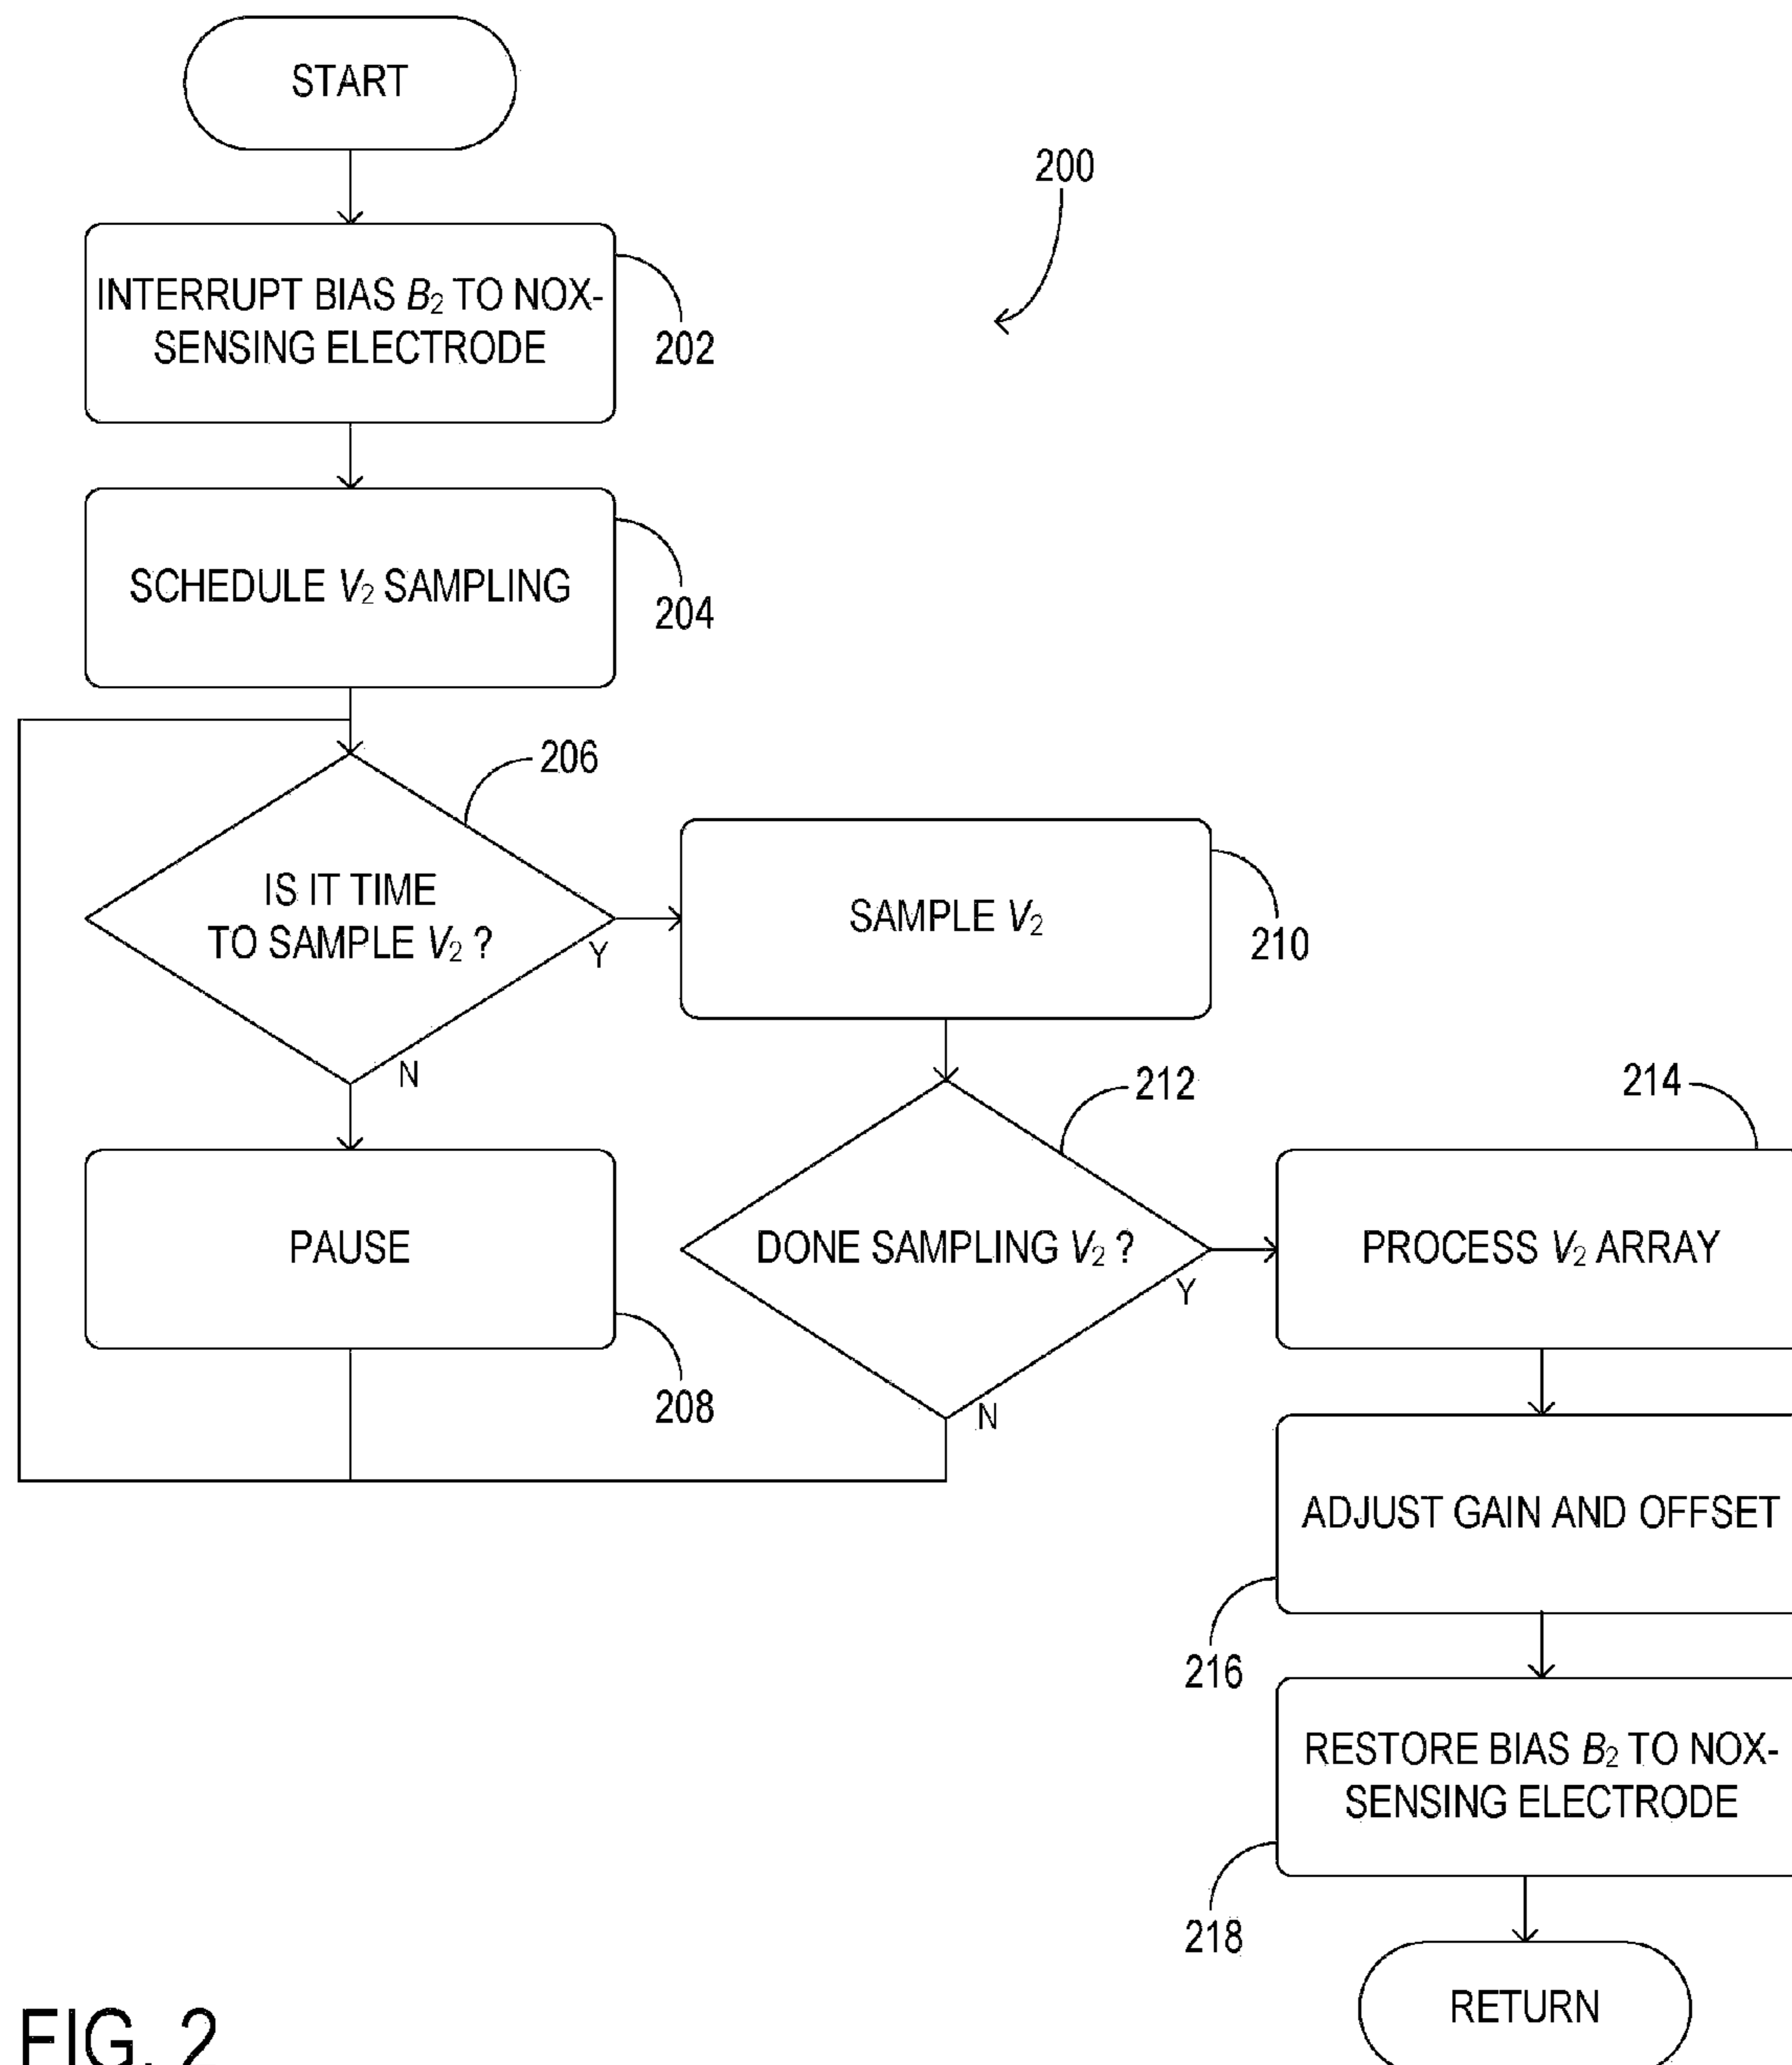 START
200
INTERRUPT BIAS B₂ TO NOX-
SENSING ELECTRODE
202
SCHEDULE V₂ SAMPLING
204
206
IS IT TIME
TO SAMPLE V₂ ?
Y
N
SAMPLE V₂
210
PAUSE
208
212
DONE SAMPLING V₂ ?
Y
N
214
PROCESS V₂ ARRAY
ADJUST GAIN AND OFFSET
216
RESTORE BIAS B₂ TO NOX-
SENSING ELECTRODE
218
RETURN
FIG. 2